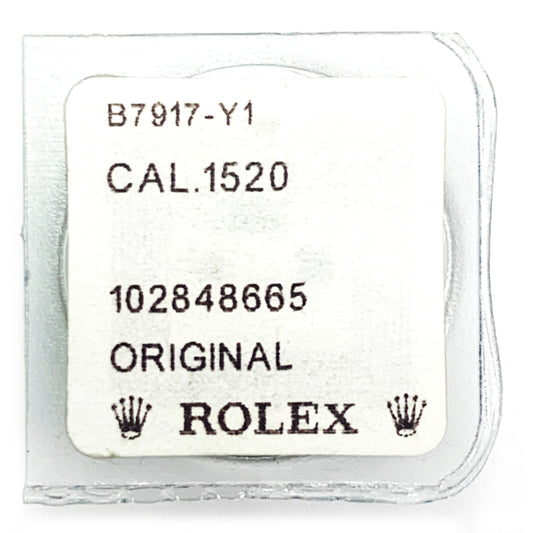 B7917-Y1
CAL.1520
102848665
ORIGINAL
ROLEX